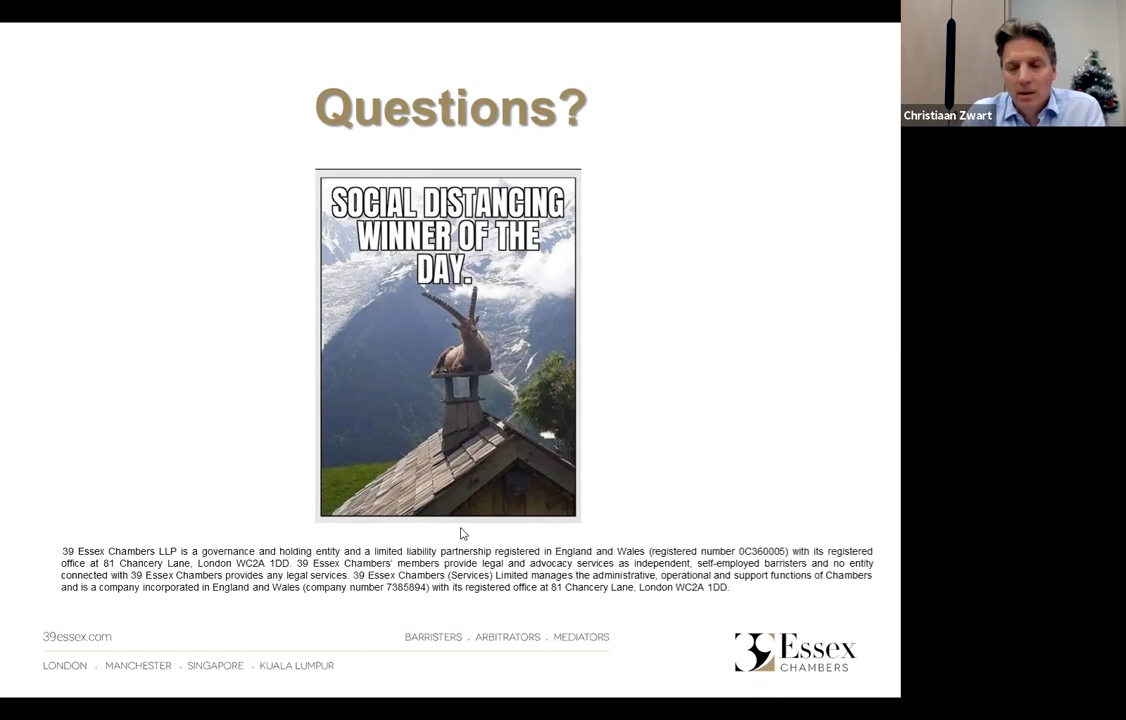 Questions?
SOCIAL DISTANCING
WINNER OF THE
DAY.
Christiaan Zwart
39 Essex Chambers LLP is a governance and holding entity and a limited liability partnership registered in England and Wales (registered number 0C360005) with its registered
office at 81 Chancery Lane, London WC2A 1DD. 39 Essex Chambers' members provide legal and advocacy services as independent, self-employed barristers and no entity
connected with 39 Essex Chambers provides any legal services. 39 Essex Chambers (Services) Limited manages the administrative, operational and support functions of Chambers
and is a company incorporated in England and Wales (company number 7385894) with its registered office at 81 Chancery Lane, London WC2A 1DD.
39essex.com
BARRISTERS . ARBITRATORS . MEDIATORS
LONDON . MANCHESTER . SINGAPORE . KUALA LUMPUR
39 Essex
CHAMBERS